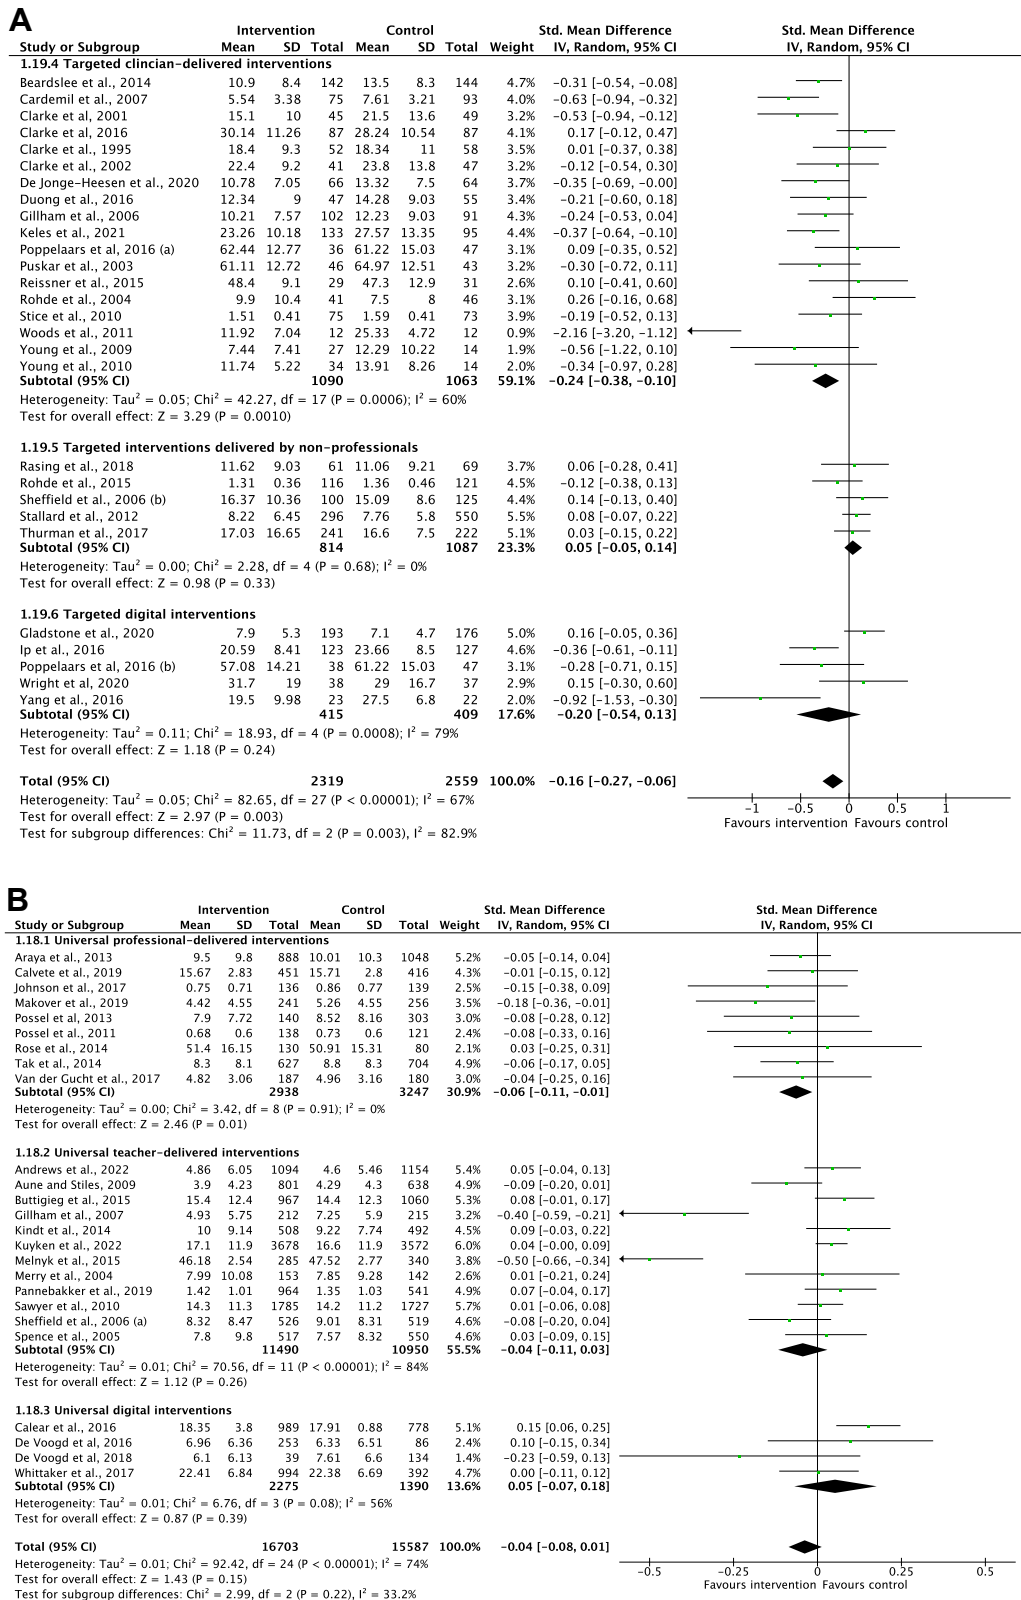 A
Intervention Control Std. Mean Difference Std. Mean Difference
Study or Subgroup Mean SD Total Mean SD Total Weight IV, Random, 95% CI IV, Random, 95% CI
1.19.4 Targeted clincian-delivered interventions
Beardslee et al., 2014 10.9 8.4 142 13.5 8.3 144 4.7% −0.31 [−0.54, −0.08]
Cardemil et al., 2007 5.54 3.38 75 7.61 3.21 93 4.0% −0.63 [−0.94, −0.32]
Clarke et al, 2001 15.1 10 45 21.5 13.6 49 3.2% −0.53 [−0.94, −0.12]
Clarke et al, 2016 30.14 11.26 87 28.24 10.54 87 4.1% 0.17 [−0.12, 0.47]
Clarke et al., 1995 18.4 9.3 52 18.34 11 58 3.5% 0.01 [−0.37, 0.38]
Clarke et al., 2002 22.4 9.2 41 23.8 13.8 47 3.2% −0.12 [−0.54, 0.30]
De Jonge-Heesen et al., 2020 10.78 7.05 66 13.32 7.5 64 3.7% −0.35 [−0.69, −0.00]
Duong et al., 2016 12.34 9 47 14.28 9.03 55 3.4% −0.21 [−0.60, 0.18]
Gillham et al., 2006 10.21 7.57 102 12.23 9.03 91 4.3% −0.24 [−0.53, 0.04]
Keles et al., 2021 23.26 10.18 133 27.57 13.35 95 4.4% −0.37 [−0.64, −0.10]
Poppelaars et al, 2016 (a) 62.44 12.77 36 61.22 15.03 47 3.1% 0.09 [−0.35, 0.52]
Puskar et al., 2003 61.11 12.72 46 64.97 12.51 43 3.2% −0.30 [−0.72, 0.11]
Reissner et al., 2015 48.4 9.1 29 47.3 12.9 31 2.6% 0.10 [−0.41, 0.60]
Rohde et al., 2004 9.9 10.4 41 7.5 8 46 3.2% 0.26 [−0.16, 0.68]
Stice et al., 2010 1.51 0.41 75 1.59 0.41 73 3.9% −0.19 [−0.52, 0.13]
Woods et al., 2011 11.92 7.04 12 25.33 4.72 12 0.9% −2.16 [−3.20, −1.12]
Young et al., 2009 7.44 7.41 27 12.29 10.22 14 1.9% −0.56 [−1.22, 0.10]
Young et al., 2010 11.74 5.22 34 13.91 8.26 14 2.0% −0.34 [−0.97, 0.28]
Subtotal (95% CI) 1090 1063 59.1% −0.24 [−0.38, −0.10]
Heterogeneity: Tau² = 0.05; Chi² = 42.27, df = 17 (P = 0.0006); I² = 60%
Test for overall effect: Z = 3.29 (P = 0.0010)
1.19.5 Targeted interventions delivered by non-professionals
Rasing et al., 2018 11.62 9.03 61 11.06 9.21 69 3.7% 0.06 [−0.28, 0.41]
Rohde et al., 2015 1.31 0.36 116 1.36 0.46 121 4.5% −0.12 [−0.38, 0.13]
Sheffield et al., 2006 (b) 16.37 10.36 100 15.09 8.6 125 4.4% 0.14 [−0.13, 0.40]
Stallard et al., 2012 8.22 6.45 296 7.76 5.8 550 5.5% 0.08 [−0.07, 0.22]
Thurman et al., 2017 17.03 16.65 241 16.6 7.5 222 5.1% 0.03 [−0.15, 0.22]
Subtotal (95% CI) 814 1087 23.3% 0.05 [−0.05, 0.14]
Heterogeneity: Tau² = 0.00; Chi² = 2.28, df = 4 (P = 0.68); I² = 0%
Test for overall effect: Z = 0.98 (P = 0.33)
1.19.6 Targeted digital interventions
Gladstone et al., 2020 7.9 5.3 193 7.1 4.7 176 5.0% 0.16 [−0.05, 0.36]
Ip et al., 2016 20.59 8.41 123 23.66 8.5 127 4.5% −0.36 [−0.61, −0.11]
Poppelaars et al, 2016 (b) 57.08 14.21 38 61.22 15.03 47 3.1% −0.28 [−0.71, 0.15]
Wright et al, 2020 31.7 19 38 29 16.7 37 2.9% 0.15 [−0.30, 0.60]
Yang et al., 2016 19.5 9.98 23 27.5 6.8 22 2.0% −0.92 [−1.53, −0.30]
Subtotal (95% CI) 415 409 17.6% −0.20 [−0.54, 0.13]
Heterogeneity: Tau² = 0.11; Chi² = 18.93, df = 4 (P = 0.0008); I² = 79%
Test for overall effect: Z = 1.18 (P = 0.24)
Total (95% CI) 2319 2559 100.0% −0.16 [−0.27, −0.06]
Heterogeneity: Tau² = 0.05; Chi² = 82.65, df = 27 (P < 0.00001); I² = 67%
Test for overall effect: Z = 2.97 (P = 0.003)
Test for subgroup differences: Chi² = 11.73, df = 2 (P = 0.003), I² = 82.9%
−1 −0.5 0 0.5 1
Favours intervention Favours control
B
Intervention Control Std. Mean Difference Std. Mean Difference
Study or Subgroup Mean SD Total Mean SD Total Weight IV, Random, 95% CI IV, Random, 95% CI
1.18.1 Universal professional-delivered interventions
Araya et al., 2013 9.5 9.8 888 10.01 10.3 1048 5.2% −0.05 [−0.14, 0.04]
Calvete et al., 2019 15.67 2.83 451 15.71 2.8 416 4.1% −0.01 [−0.15, 0.12]
Johnson et al., 2017 0.75 0.71 136 0.86 0.77 139 2.5% −0.15 [−0.38, 0.09]
Makover et al., 2019 4.42 4.55 241 5.26 4.55 256 3.4% −0.18 [−0.36, −0.01]
Possel et al, 2013 7.9 7.72 140 8.52 8.16 303 3.0% −0.08 [−0.28, 0.12]
Possel et al., 2011 0.68 0.6 138 0.73 0.6 121 2.4% −0.08 [−0.33, 0.16]
Rose et al., 2014 51.4 16.15 130 50.91 15.31 80 2.1% 0.03 [−0.25, 0.31]
Tak et al., 2014 8.3 8.1 627 8.8 8.3 704 4.9% −0.06 [−0.17, 0.05]
Van der Gucht et al., 2017 4.82 3.06 187 4.96 3.16 180 3.0% −0.04 [−0.25, 0.16]
Subtotal (95% CI) 2938 3247 30.9% −0.06 [−0.11, −0.01]
Heterogeneity: Tau² = 0.00; Chi² = 3.42, df = 8 (P = 0.91); I² = 0%
Test for overall effect: Z = 2.46 (P = 0.01)
1.18.2 Universal teacher-delivered interventions
Andrews et al., 2022 4.86 6.05 1094 4.6 5.46 1154 5.4% 0.05 [−0.04, 0.13]
Aune and Stiles, 2009 3.9 4.23 801 4.29 4.3 638 4.9% −0.09 [−0.20, 0.01]
Buttigieg et al., 2015 15.4 12.4 967 14.4 12.3 1060 5.2% 0.08 [−0.01, 0.17]
Gillham et al., 2007 4.93 5.75 212 7.25 5.9 215 3.2% −0.40 [−0.59, −0.21]
Kindt et al., 2014 10 9.14 508 9.22 7.74 492 4.5% 0.09 [−0.03, 0.22]
Kuyken et al., 2022 17.1 11.9 3678 16.6 11.9 3572 6.0% 0.04 [−0.00, 0.09]
Melnyk et al., 2015 46.18 2.54 285 47.52 2.77 340 3.8% −0.50 [−0.66, −0.34]
Merry et al., 2004 7.99 10.08 153 7.85 9.28 142 2.6% 0.01 [−0.21, 0.24]
Pannebakker et al., 2019 1.42 1.01 964 1.35 1.03 541 4.9% 0.07 [−0.04, 0.17]
Sawyer et al., 2010 14.3 11.3 1785 14.2 11.2 1727 5.7% 0.01 [−0.06, 0.08]
Sheffield et al., 2006 (a) 8.32 8.47 526 9.01 8.31 519 4.6% −0.08 [−0.20, 0.04]
Spence et al., 2005 7.8 9.8 517 7.57 8.32 550 4.6% 0.03 [−0.09, 0.15]
Subtotal (95% CI) 11490 10950 55.5% −0.04 [−0.11, 0.03]
Heterogeneity: Tau² = 0.01; Chi² = 70.56, df = 11 (P < 0.00001); I² = 84%
Test for overall effect: Z = 1.12 (P = 0.26)
1.18.3 Universal digital interventions
Calear et al., 2016 18.35 3.8 989 17.91 0.88 778 5.1% 0.15 [0.06, 0.25]
De Voogd et al, 2016 6.96 6.36 253 6.33 6.51 86 2.4% 0.10 [−0.15, 0.34]
De Voogd et al, 2018 6.1 6.13 39 7.61 6.6 134 1.4% −0.23 [−0.59, 0.13]
Whittaker et al., 2017 22.41 6.84 994 22.38 6.69 392 4.7% 0.00 [−0.11, 0.12]
Subtotal (95% CI) 2275 1390 13.6% 0.05 [−0.07, 0.18]
Heterogeneity: Tau² = 0.01; Chi² = 6.76, df = 3 (P = 0.08); I² = 56%
Test for overall effect: Z = 0.87 (P = 0.39)
Total (95% CI) 16703 15587 100.0% −0.04 [−0.08, 0.01]
Heterogeneity: Tau² = 0.01; Chi² = 92.42, df = 24 (P < 0.00001); I² = 74%
Test for overall effect: Z = 1.43 (P = 0.15)
Test for subgroup differences: Chi² = 2.99, df = 2 (P = 0.22), I² = 33.2%
−0.5 −0.25 0 0.25 0.5
Favours intervention Favours control